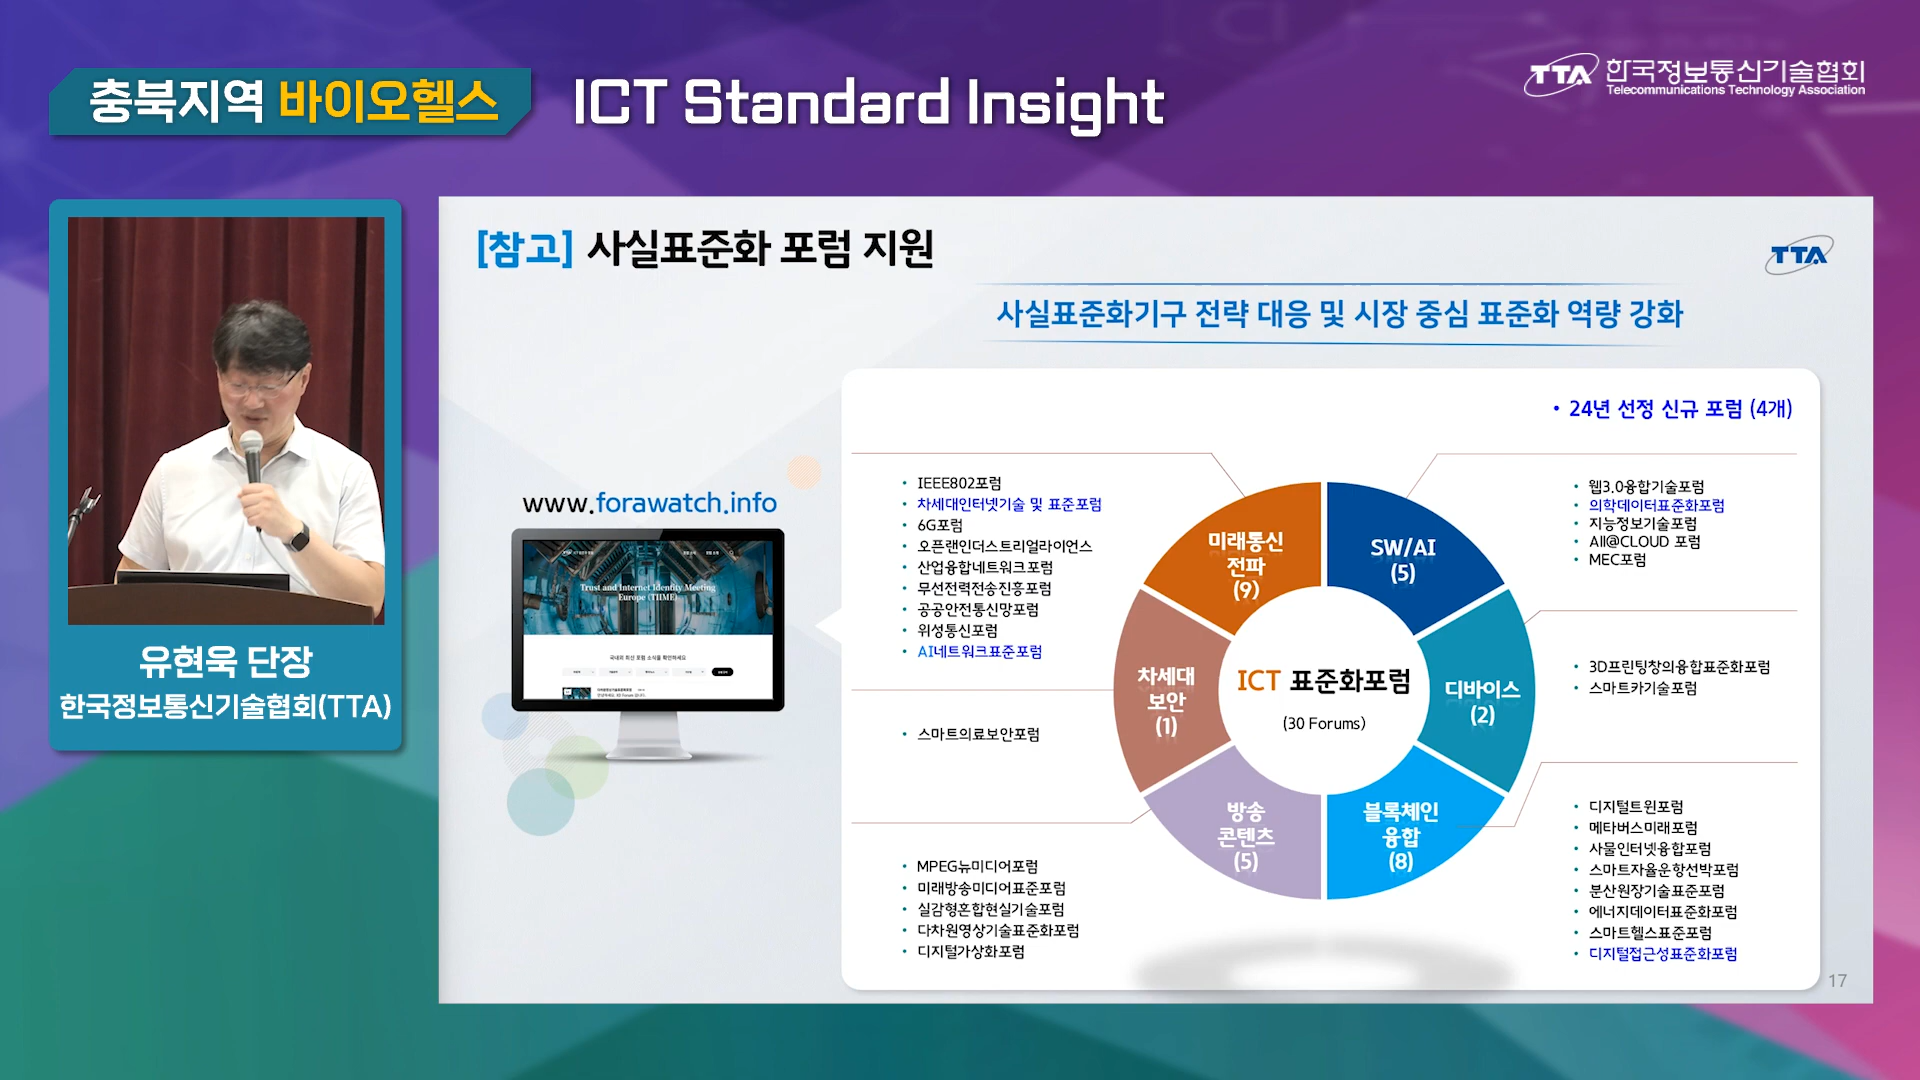 충북지역 바이오헬스
ICT Standard Insight
TTA 한국정보통신기술협회
Telecommunications Technology Association
유현욱 단장
한국정보통신기술협회(TTA)
[참고] 사실표준화 포럼 지원
TTA
사실표준화기구 전략 대응 및 시장 중심 표준화 역량 강화
www.forawatch.info
Trust and Internet Identity Meeting
Europe (TIIME)
국내외 최신 포럼 소식을 확인하세요
• 24년 선정 신규 포럼 (4개)
• IEEE802포럼
• 차세대인터넷기술 및 표준포럼
• 6G포럼
• 오픈랜인더스트리얼라이언스
• 산업융합네트워크포럼
• 무선전력전송진흥포럼
• 공공안전통신망포럼
• 위성통신포럼
• AI네트워크표준포럼
• 스마트의료보안포럼
• MPEG뉴미디어포럼
• 미래방송미디어표준포럼
• 실감형혼합현실기술포럼
• 다차원영상기술표준화포럼
• 디지털가상화포럼
미래통신
전파
(9)
SW/AI
(5)
차세대
보안
(1)
ICT 표준화포럼
(30 Forums)
디바이스
(2)
방송
콘텐츠
(5)
블록체인
융합
(8)
• 웹3.0융합기술포럼
• 의학데이터표준화포럼
• 지능정보기술포럼
• All@CLOUD 포럼
• MEC포럼
• 3D프린팅창의융합표준화포럼
• 스마트카기술포럼
• 디지털트윈포럼
• 메타버스미래포럼
• 사물인터넷융합포럼
• 스마트자율운항선박포럼
• 분산원장기술표준포럼
• 에너지데이터표준화포럼
• 스마트헬스표준포럼
• 디지털접근성표준화포럼
17